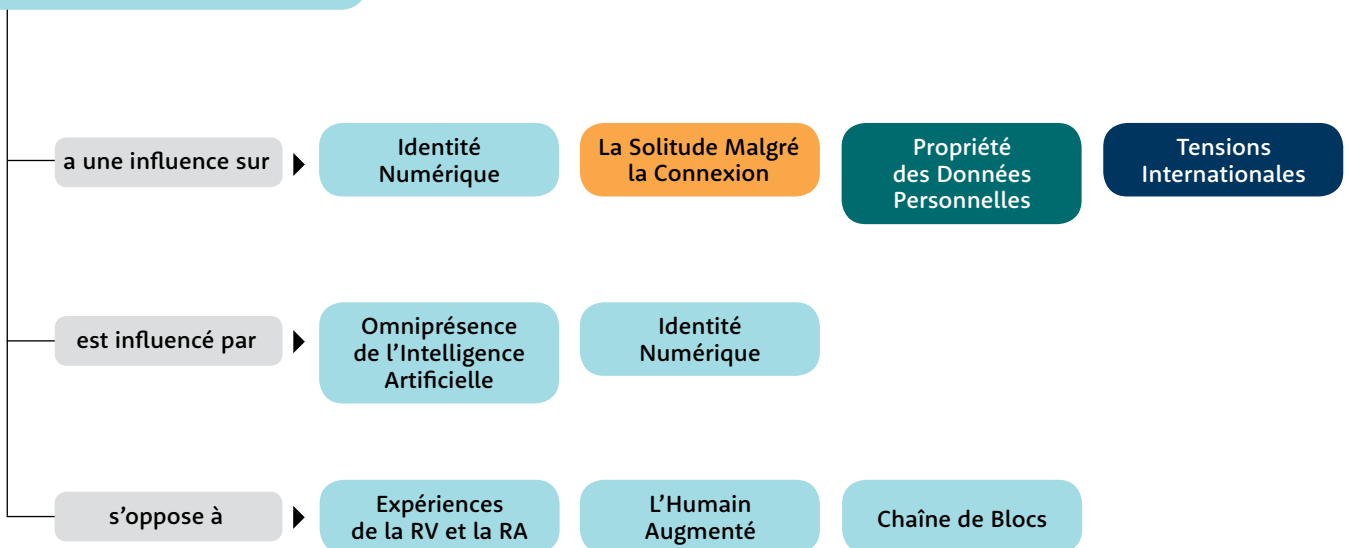 a une influence sur
Identité
Numérique
La Solitude Malgré
la Connexion
Propriété
des Données
Personnelles
Tensions
Internationales
est influencé par
Omniprésence
de l’Intelligence
Artificielle
Identité
Numérique
s’oppose à
Expériences
de la RV et la RA
L’Humain
Augmenté
Chaîne de Blocs